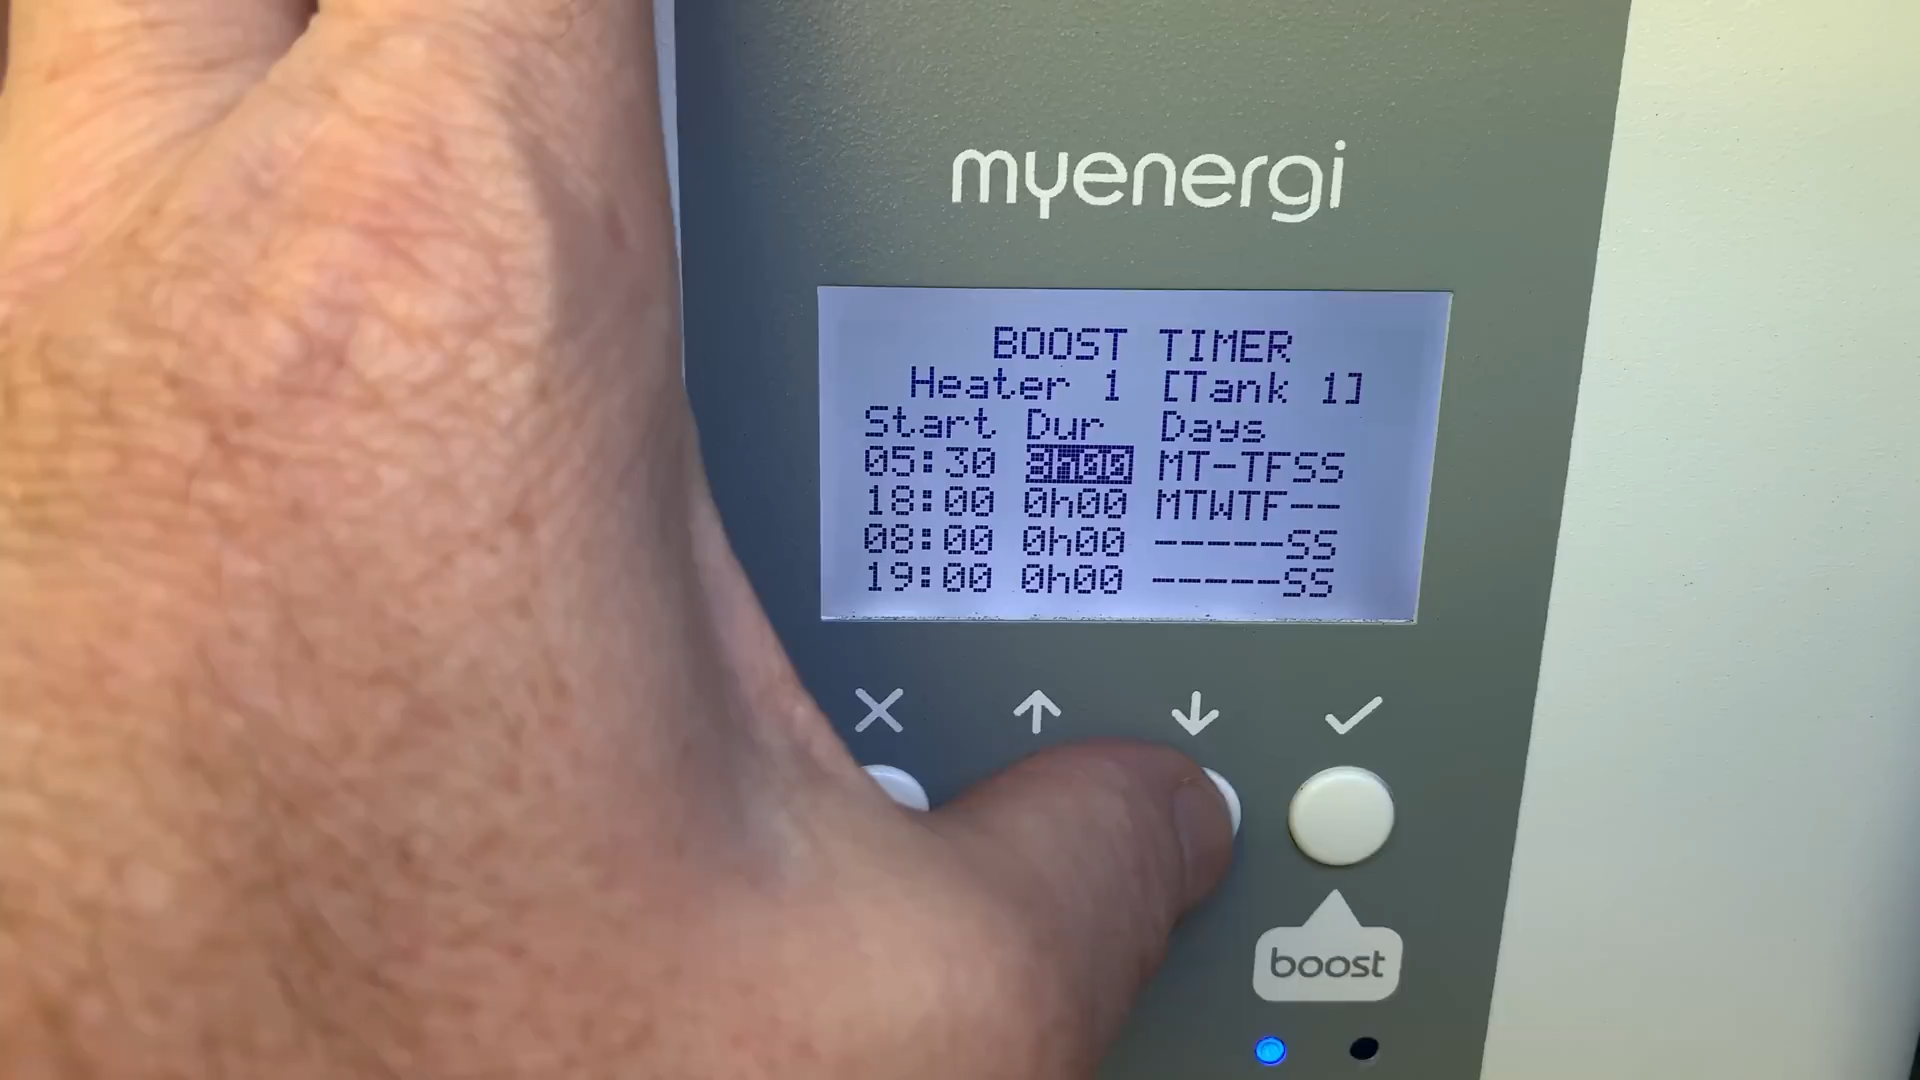 myenergi
BOOST TIMER
Heater 1 [Tank 1]
Start Dur Days
05:30 MT-TFSS
18:00 0h00 MTWTF--
08:00 0h00 -----SS
19:00 0h00 -----SS
boost